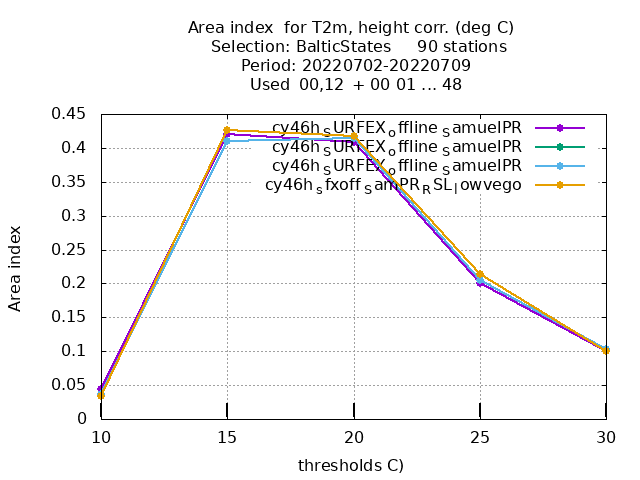 Area index  for T2m, height corr. (deg C)
Selection: BalticStates     90 stations
Period: 20220702-20220709
Used  00,12  + 00 01 ... 48
0.45
0.4
0.35
0.3
0.25
0.2
0.15
0.1
0.05
0
Area index
cy46h_SURFEX_offline_SamuelPR
cy46h_SURFEX_offline_SamuelPR
cy46h_SURFEX_offline_SamuelPR
cy46h_sfxoff_SamPR_RSL_lowvego
10 15 20 25 30
thresholds C)